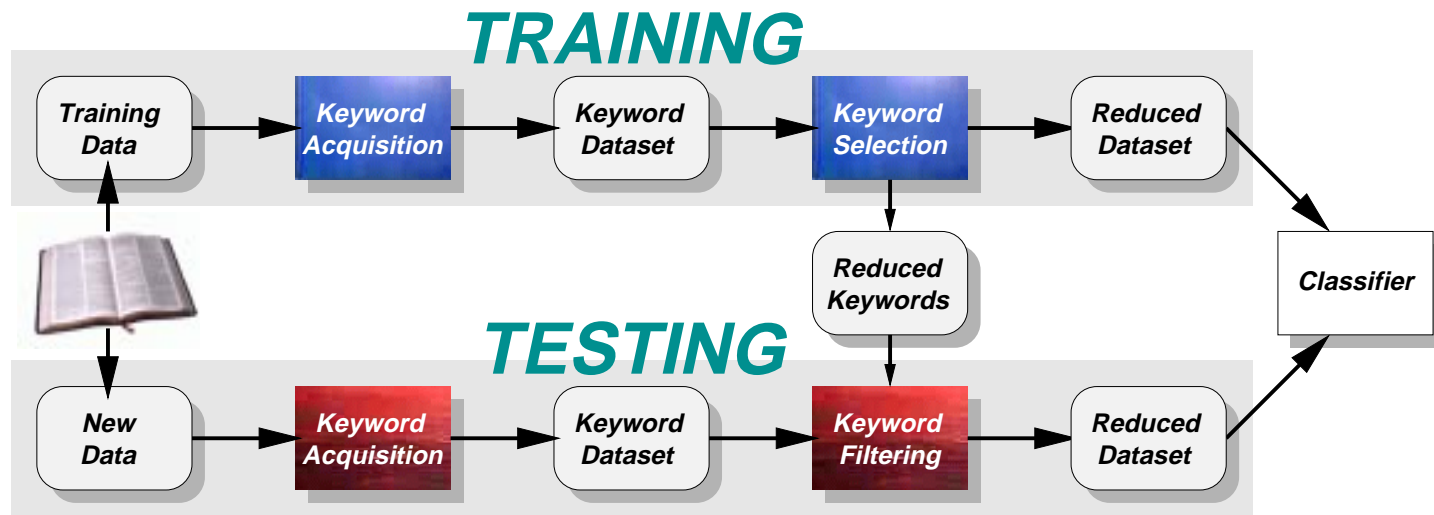 TRAINING
Training
Data
Keyword
Acquisition
Keyword
Dataset
Keyword
Selection
Reduced
Dataset
Reduced
Keywords
Classifier
TESTING
New
Data
Keyword
Acquisition
Keyword
Dataset
Keyword
Filtering
Reduced
Dataset